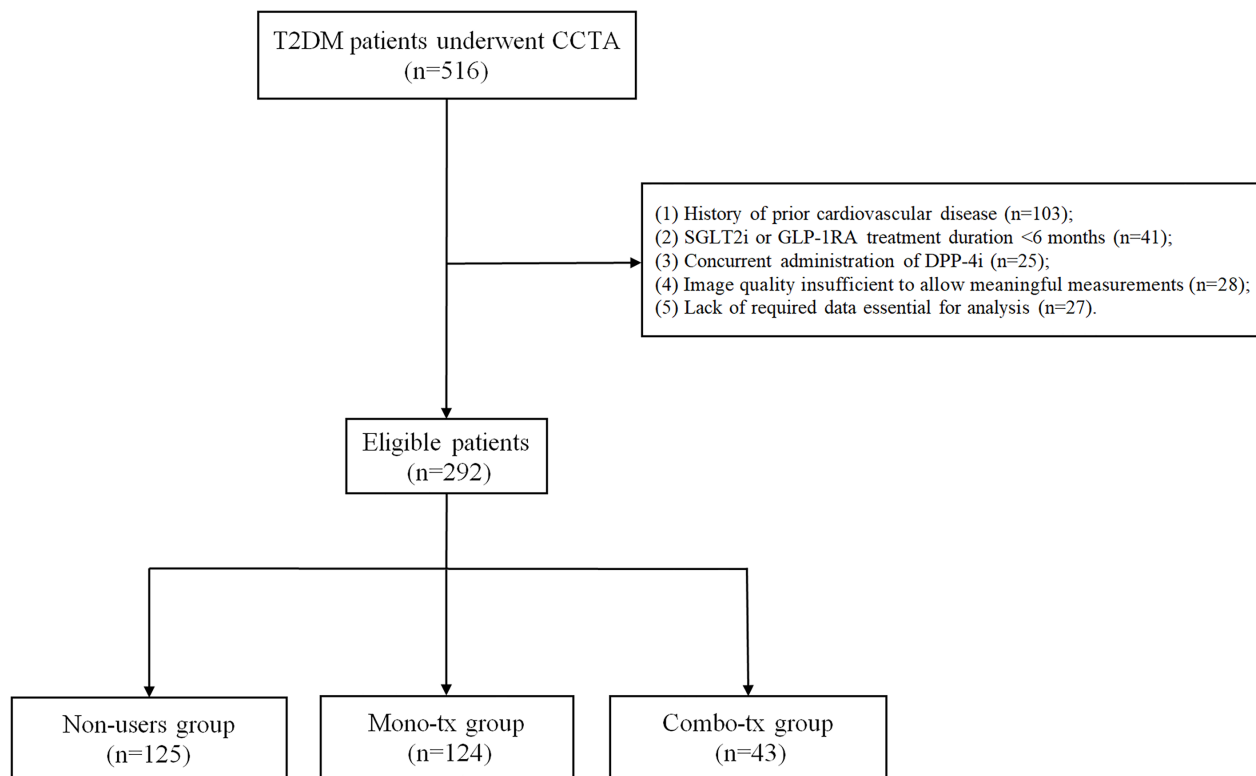 T2DM patients underwent CCTA
(n=516)
(1) History of prior cardiovascular disease (n=103);
(2) SGLT2i or GLP-1RA treatment duration <6 months (n=41);
(3) Concurrent administration of DPP-4i (n=25);
(4) Image quality insufficient to allow meaningful measurements (n=28);
(5) Lack of required data essential for analysis (n=27).
Eligible patients
(n=292)
Non-users group
(n=125)
Mono-tx group
(n=124)
Combo-tx group
(n=43)